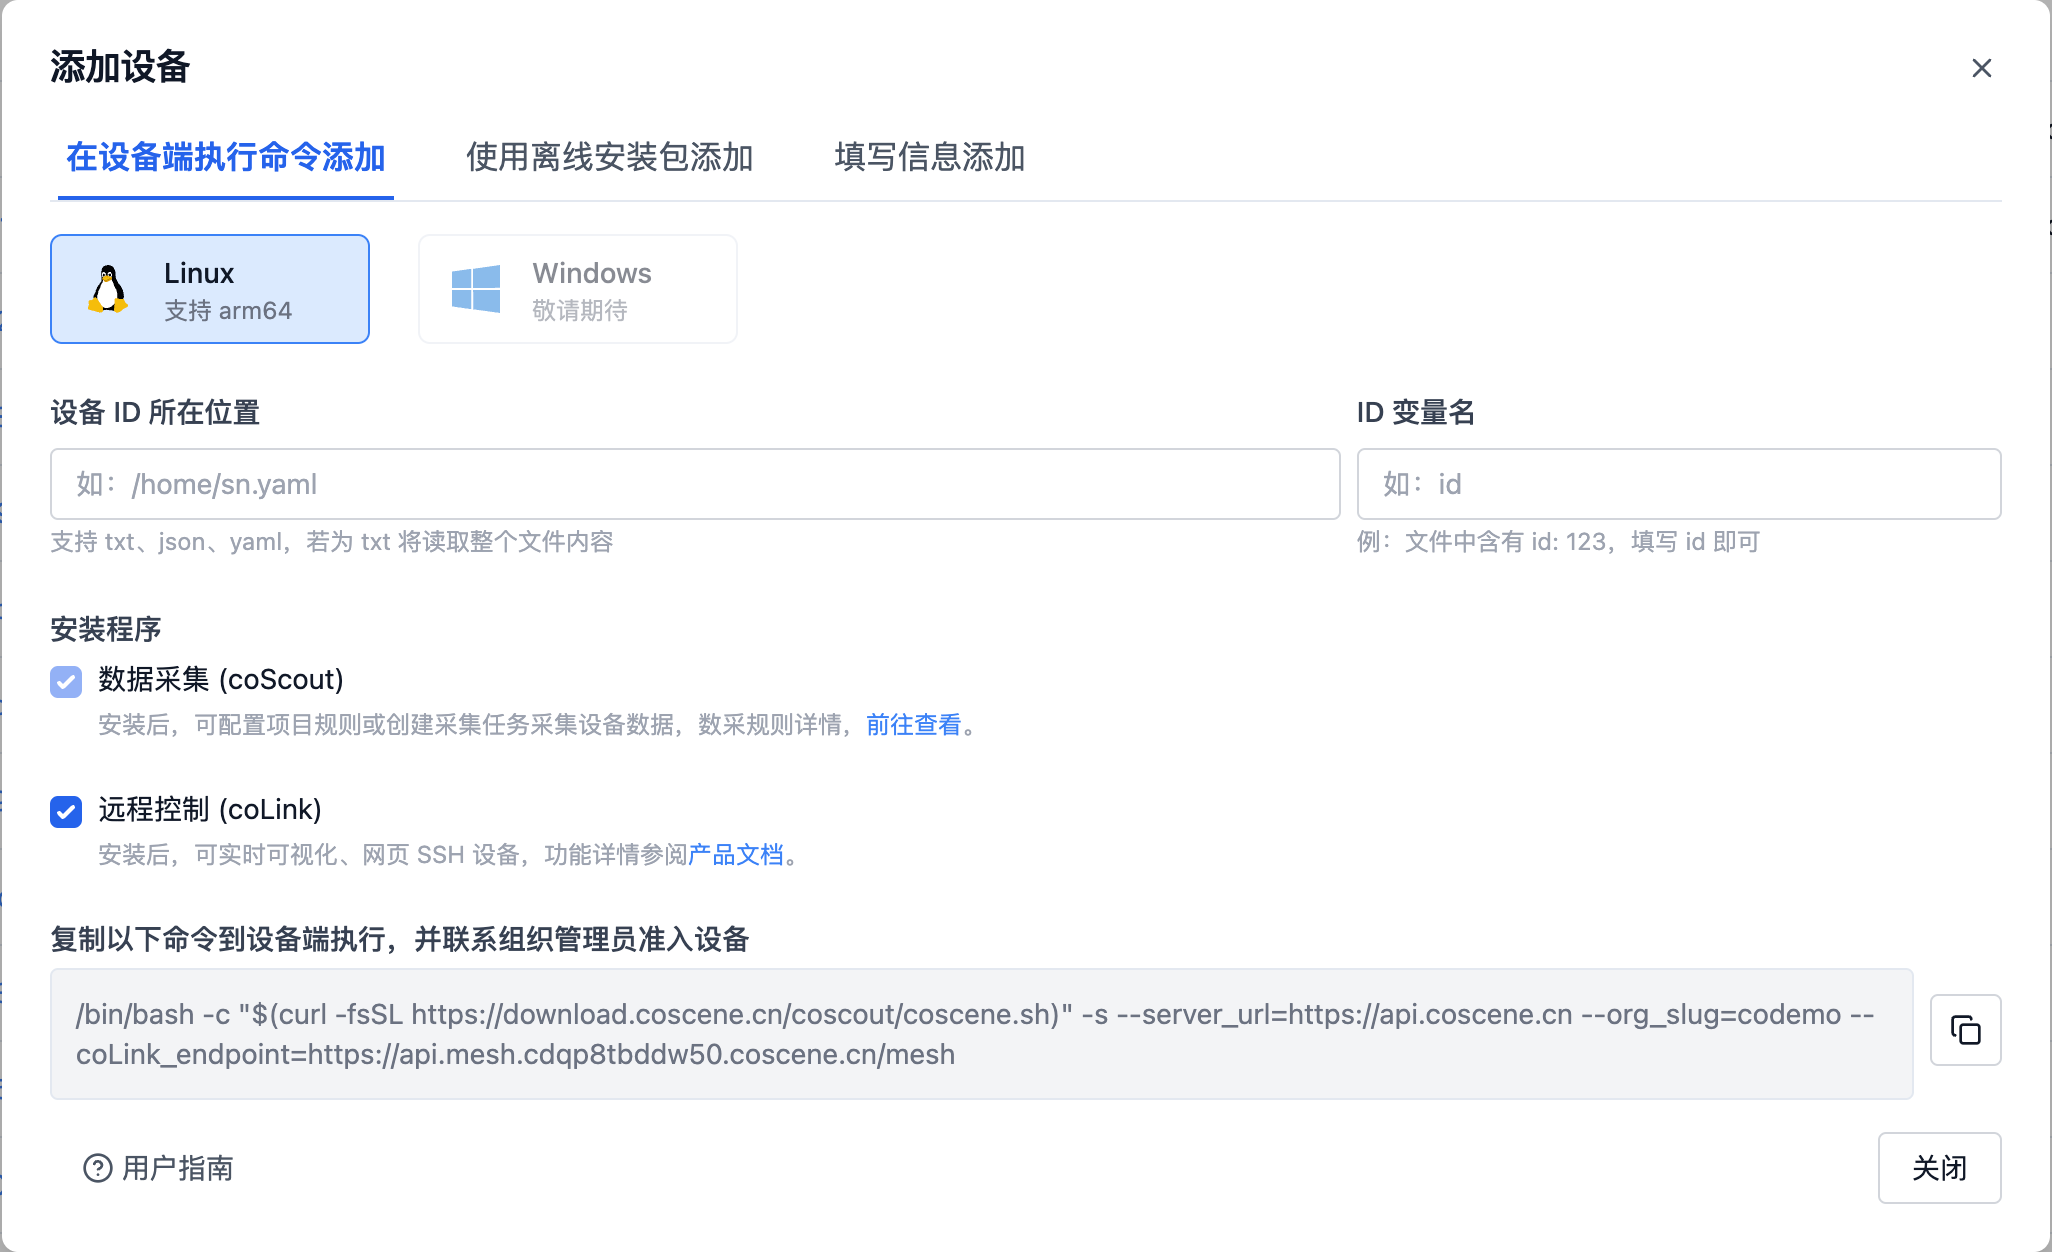 添加设备
在设备端执行命令添加 使用离线安装包添加 填写信息添加
Linux
支持 arm64
Windows
敬请期待
设备 ID 所在位置
如：/home/sn.yaml
支持 txt、json、yaml，若为 txt 将读取整个文件内容
ID 变量名
如：id
例：文件中含有 id: 123，填写 id 即可
安装程序
数据采集 (coScout)
安装后，可配置项目规则或创建采集任务采集设备数据，数采规则详情，前往查看。
远程控制 (coLink)
安装后，可实时可视化、网页 SSH 设备，功能详情参阅产品文档。
复制以下命令到设备端执行，并联系组织管理员准入设备
/bin/bash -c "$(curl -fsSL https://download.coscene.cn/coscout/coscene.sh)" -s --server_url=https://api.coscene.cn --org_slug=codemo --
coLink_endpoint=https://api.mesh.cdqp8tbddw50.coscene.cn/mesh
用户指南
关闭